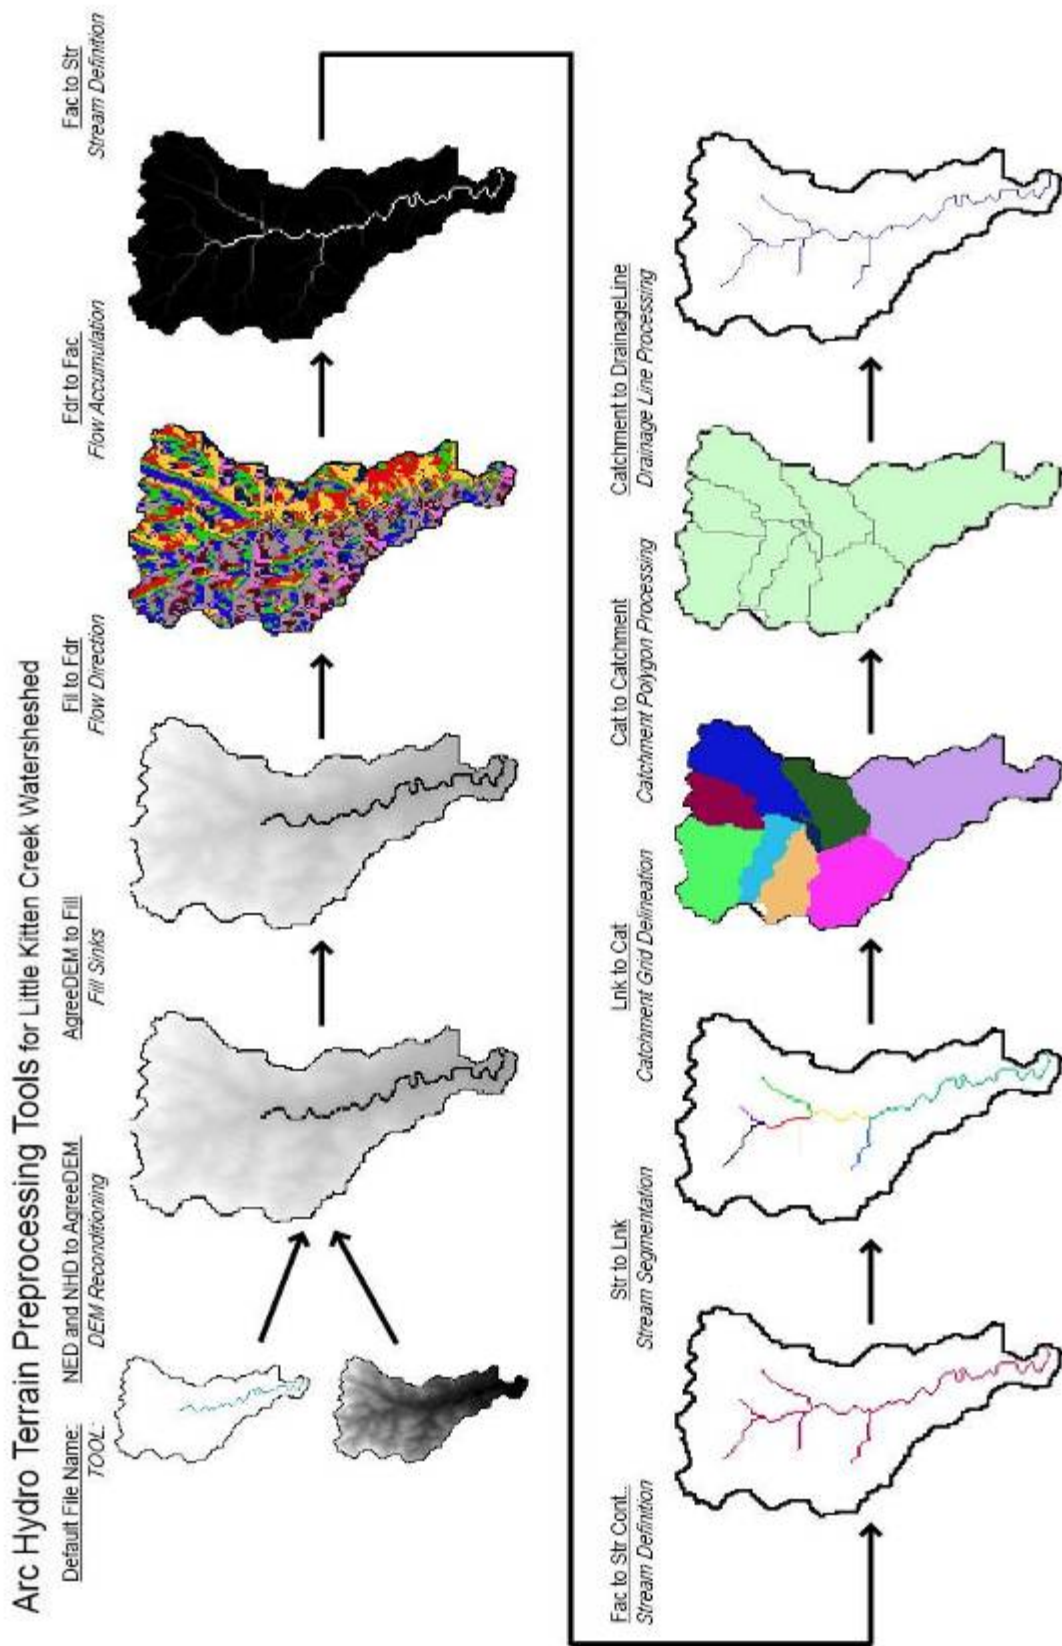 Arc Hydro Terrain Preprocessing Tools for Little Kitten Creek Watersheshed
Default File Name:
TOOL:
NED and NHD to AgreeDEM
DEM Reconditioning
AgreeDEM to Fill
Fill Sinks
Fil to Fdr
Flow Direction
Fdr to Fac
Flow Accumulation
Fac to Str
Stream Definition
Fac to Str Cont..
Stream Definition
Str to Lnk
Stream Segmentation
Lnk to Cat
Catchment Grid Delineation
Cat to Catchment
Catchment Polygon Processing
Catchment to DrainageLine
Drainage Line Processing